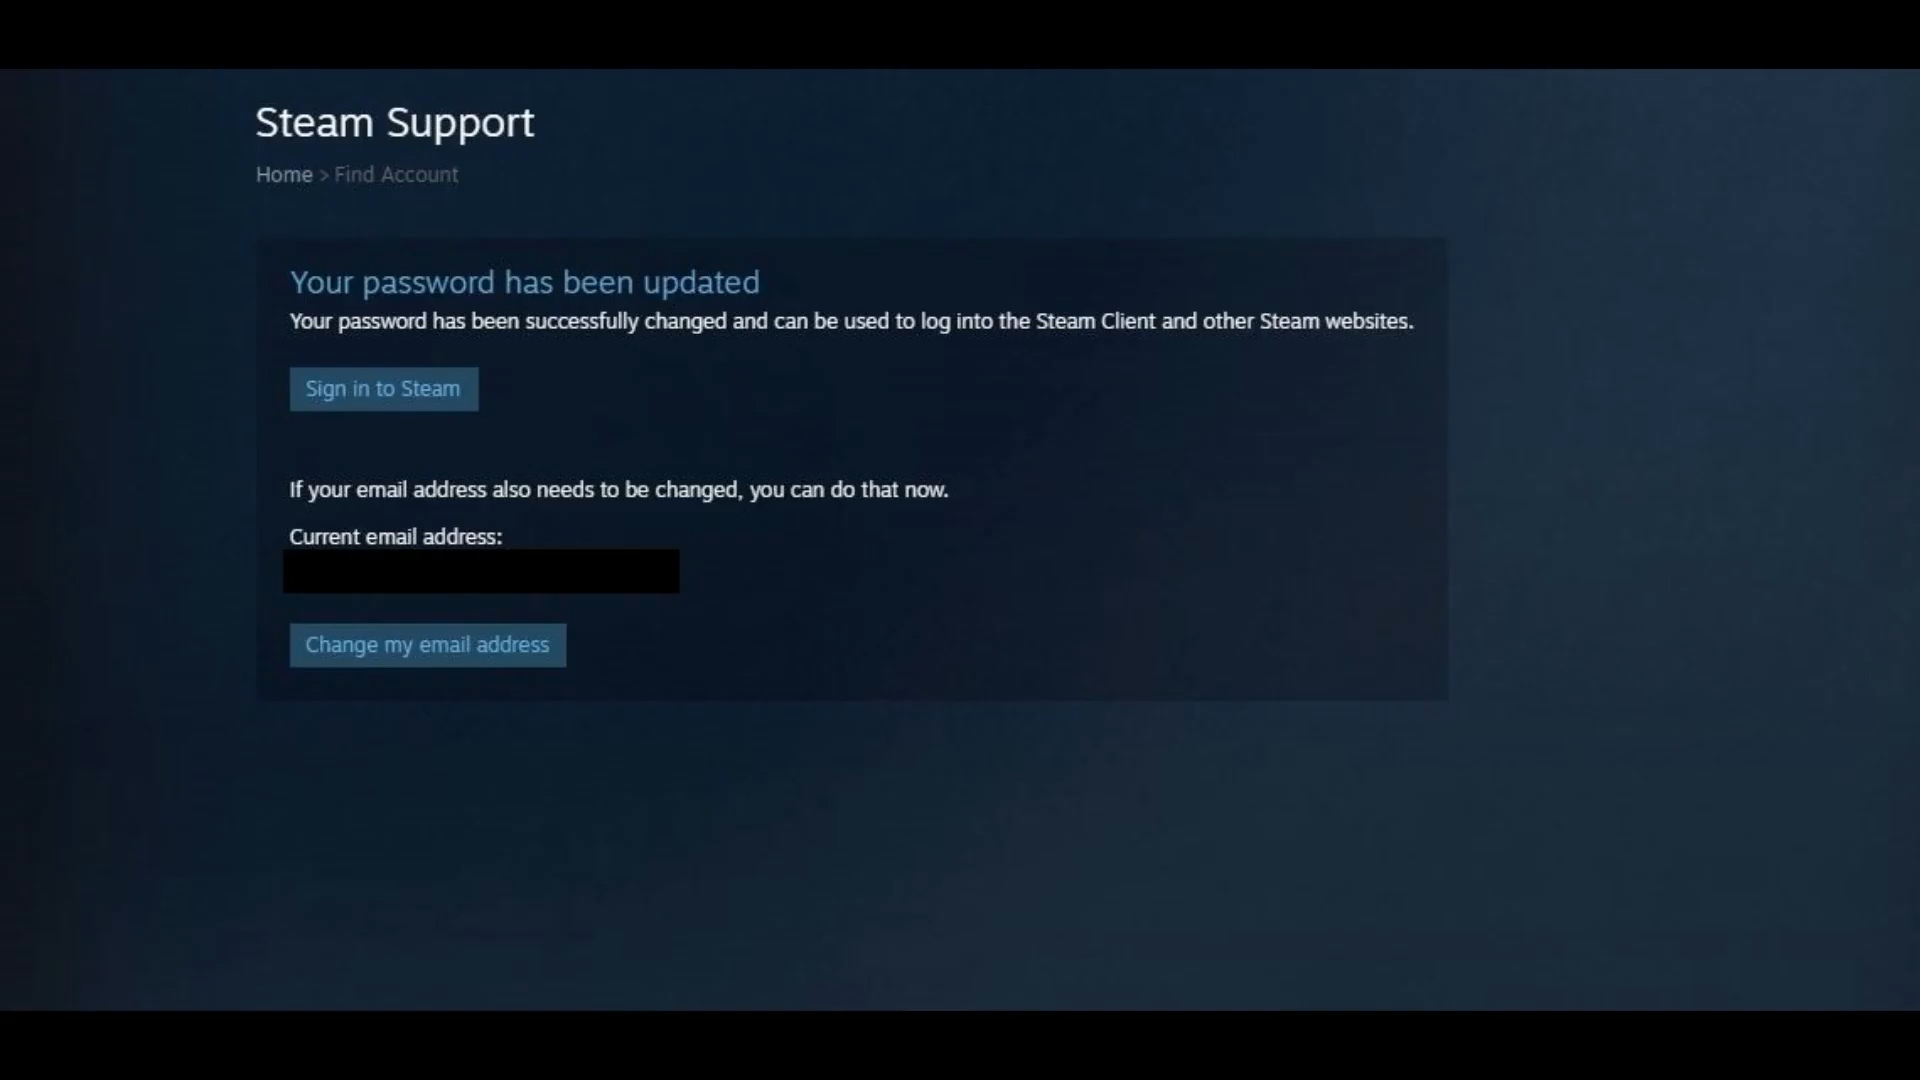 Steam Support
Home > Find Account
Your password has been updated
Your password has been successfully changed and can be used to log into the Steam Client and other Steam websites.
Sign in to Steam
If your email address also needs to be changed, you can do that now.
Current email address:
Change my email address